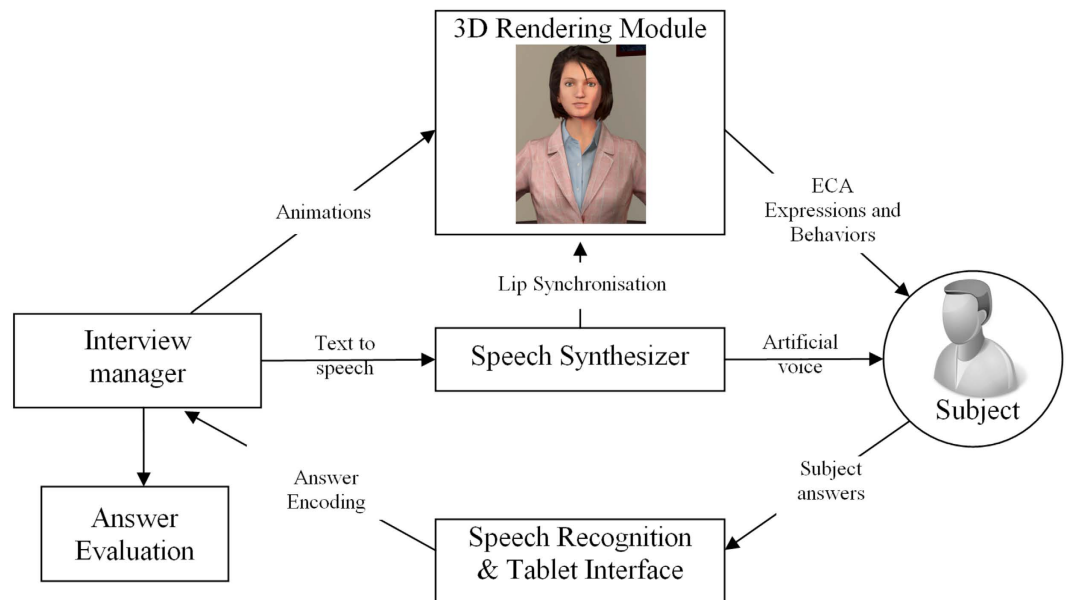 3D Rendering Module
Animations
ECA
Expressions and
Behaviors
Lip Synchronisation
Interview
manager
Text to
speech
Speech Synthesizer
Artificial
voice
Subject
Answer
Encoding
Subject
answers
Answer
Evaluation
Speech Recognition
& Tablet Interface